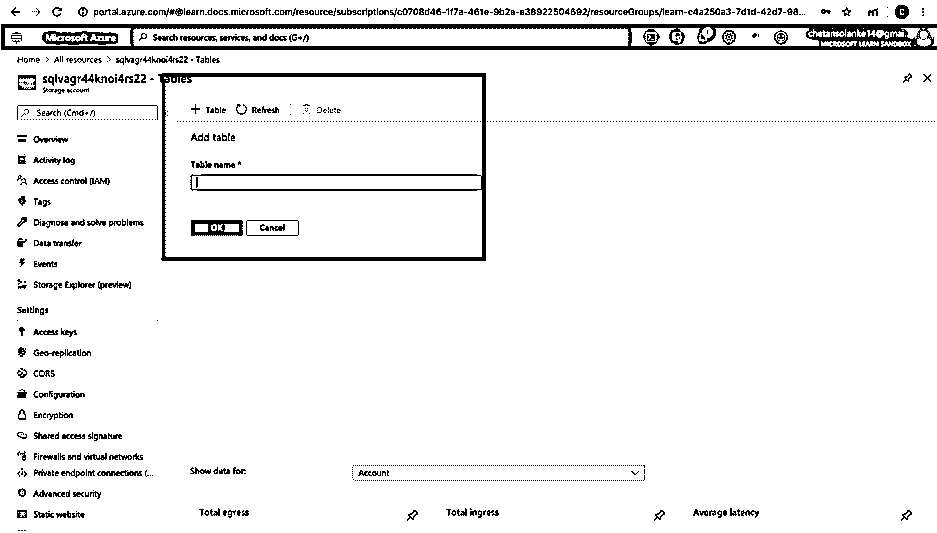 portal.azure.com/#@learn.docs.microsoft.com/resource/subscriptions/c0708d46-1f7a-461e-9b2a-a38922504692/resourceGroups/learn-c4a250a3-7d1d-42d7-98...
Microsoft Azure
Search resources, services, and docs (G+/)
chetansolanke14@gmail...
MICROSOFT LEARN SANDBOX
Home > All resources > sqlvagr44knoi4rs22 - Tables
sqlvagr44knoi4rs22 - Tables
Storage account
Search (Cmd+/)
+ Table Refresh Delete
Add table
Table name *
OK Cancel
Overview
Activity log
Access control (IAM)
Tags
Diagnose and solve problems
Data transfer
Events
Storage Explorer (preview)
Settings
Access keys
Geo-replication
CORS
Configuration
Encryption
Shared access signature
Firewalls and virtual networks
Private endpoint connections (...
Advanced security
Static website
Show data for: Account
Total egress Total ingress Average latency